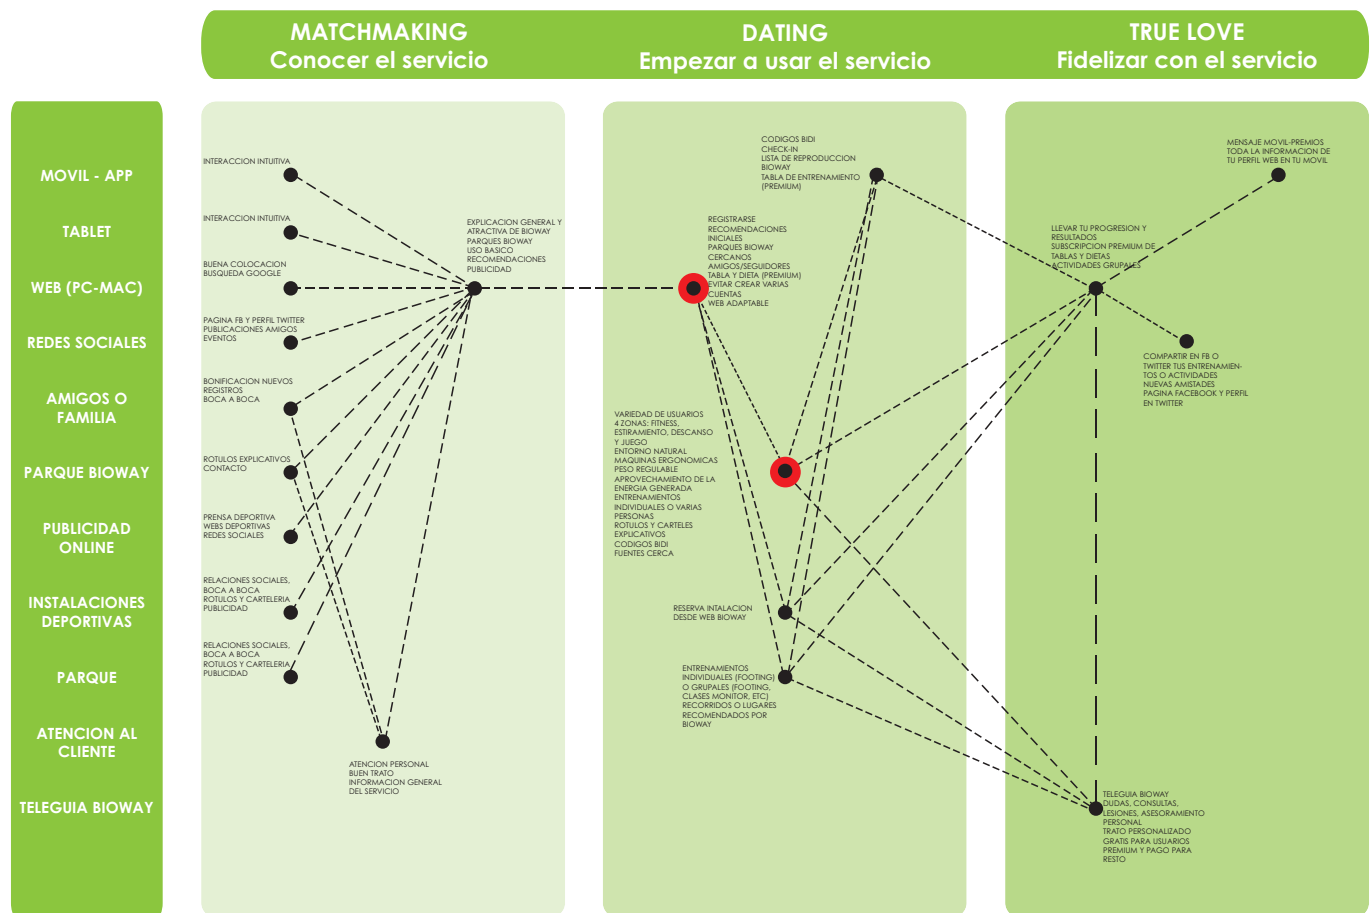 MATCHMAKING
Conocer el servicio
DATING
Empezar a usar el servicio
TRUE LOVE
Fidelizar con el servicio
MOVIL - APP
TABLET
WEB (PC-MAC)
REDES SOCIALES
AMIGOS O
FAMILIA
PARQUE BIOWAY
PUBLICIDAD
ONLINE
INSTALACIONES
DEPORTIVAS
PARQUE
ATENCION AL
CLIENTE
TELEGUIA BIOWAY
INTERACCION INTUITIVA
INTERACCION INTUITIVA
BUENA COLOCACION
BUSQUEDA GOOGLE
PAGINA FB Y PERFIL TWITTER
PUBLICACIONES AMIGOS
EVENTOS
BONIFICACION NUEVOS
REGISTROS
BOCA A BOCA
ROTULOS EXPLICATIVOS
CONTACTO
PRENSA DEPORTIVA
WEBS DEPORTIVAS
REDES SOCIALES
RELACIONES SOCIALES,
BOCA A BOCA
ROTULOS Y CARTELERIA
PUBLICIDAD
RELACIONES SOCIALES,
BOCA A BOCA
ROTULOS Y CARTELERIA
PUBLICIDAD
EXPLICACION GENERAL Y
ATRACTIVA DE BIOWAY
PARQUES BIOWAY
USO BASICO
RECOMENDACIONES
PUBLICIDAD
ATENCION PERSONAL
BUEN TRATO
INFORMACION GENERAL
DEL SERVICIO
CODIGOS BIDI
CHECK-IN
LISTA DE REPRODUCCION
BIOWAY
TABLA DE ENTRENAMIENTO
(PREMIUM)
REGISTRARSE
RECOMENDACIONES
INICIALES
PARQUES BIOWAY
CERCANOS
AMIGOS/SEGUIDORES
TABLA Y DIETA (PREMIUM)
EVITAR CREAR VARIAS
CUENTAS
WEB ADAPTABLE
VARIEDAD DE USUARIOS
4 ZONAS: FITNESS,
ESTIRAMIENTO, DESCANSO
Y JUEGO
ENTORNO NATURAL
MAQUINAS ERGONOMICAS
PESO REGULABLE
APROVECHAMIENTO DE LA
ENERGIA GENERADA
ENTRENAMIENTOS
INDIVIDUALES O VARIAS
PERSONAS
ROTULOS Y CARTELES
EXPLICATIVOS
CODIGOS BIDI
FUENTES CERCA
RESERVA INTALACION
DESDE WEB BIOWAY
ENTRENAMIENTOS
INDIVIDUALES (FOOTING)
O GRUPALES (FOOTING,
CLASES MONITOR, ETC)
RECORRIDOS O LUGARES
RECOMENDADOS POR
BIOWAY
MENSAJE MOVIL-PREMIOS
TODA LA INFORMACION DE
TU PERFIL WEB EN TU MOVIL
LLEVAR TU PROGRESION Y
RESULTADOS
SUBSCRIPCION PREMIUM DE
TABLAS Y DIETAS
ACTIVIDADES GRUPALES
COMPARTIR EN FB O
TWITTER TUS ENTRENAMIEN-
TOS O ACTIVIDADES
NUEVAS AMISTADES
PAGINA FACEBOOK Y PERFIL
EN TWITTER
TELEGUIA BIOWAY
DUDAS, CONSULTAS,
LESIONES, ASESORAMIENTO
PERSONAL
TRATO PERSONALIZADO
GRATIS PARA USUARIOS
PREMIUM Y PAGO PARA
RESTO